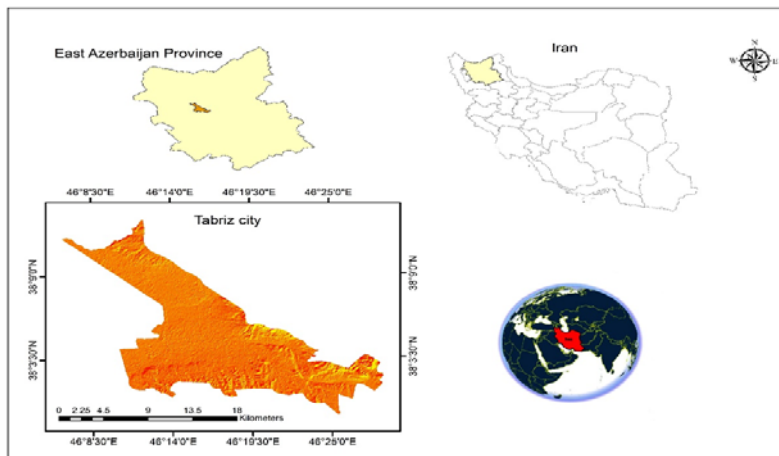 East Azerbaijan Province
Iran
N
W E
S
46°8'30"E 46°14'0"E 46°19'30"E 46°25'0"E
Tabriz city
38°9'0"N 38°9'0"N
38°3'30"N 38°3'30"N
0 2.25 4.5 9 13.5 18
Kilometers
46°8'30"E 46°14'0"E 46°19'30"E 46°25'0"E